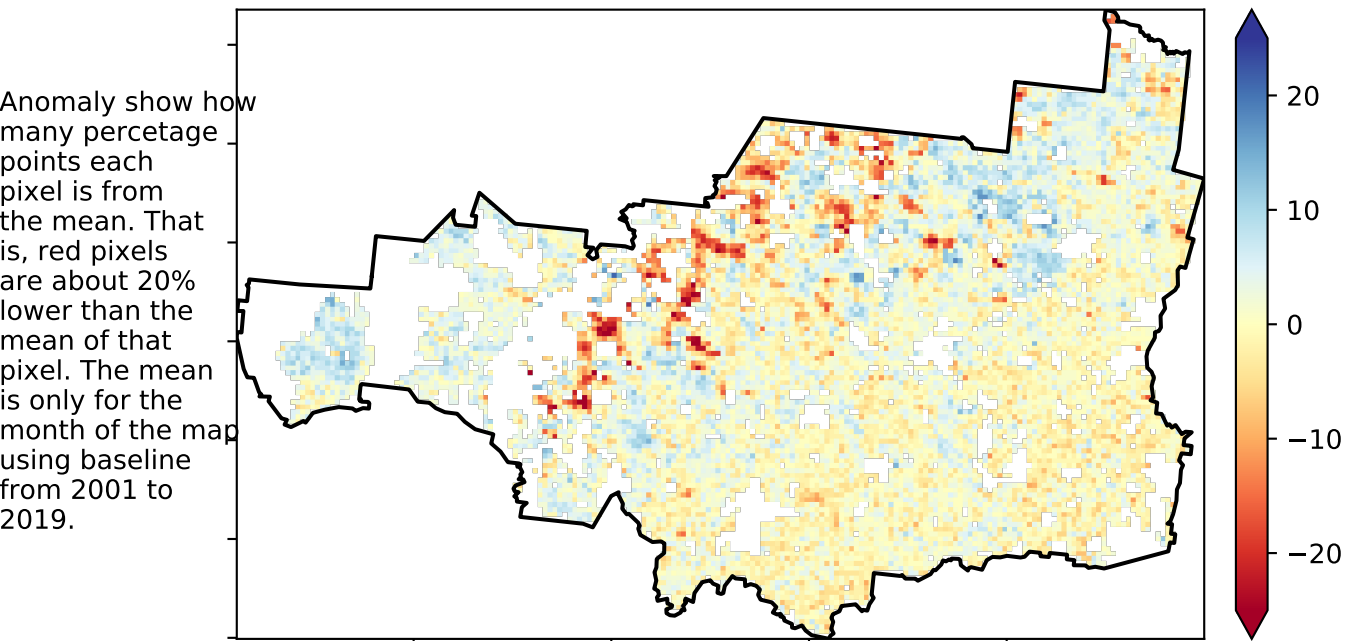 Anomaly show how
many percetage
points each
pixel is from
the mean. That
is, red pixels
are about 20%
lower than the
mean of that
pixel. The mean
is only for the
month of the map
using baseline
from 2001 to
2019.
20
10
0
−10
−20